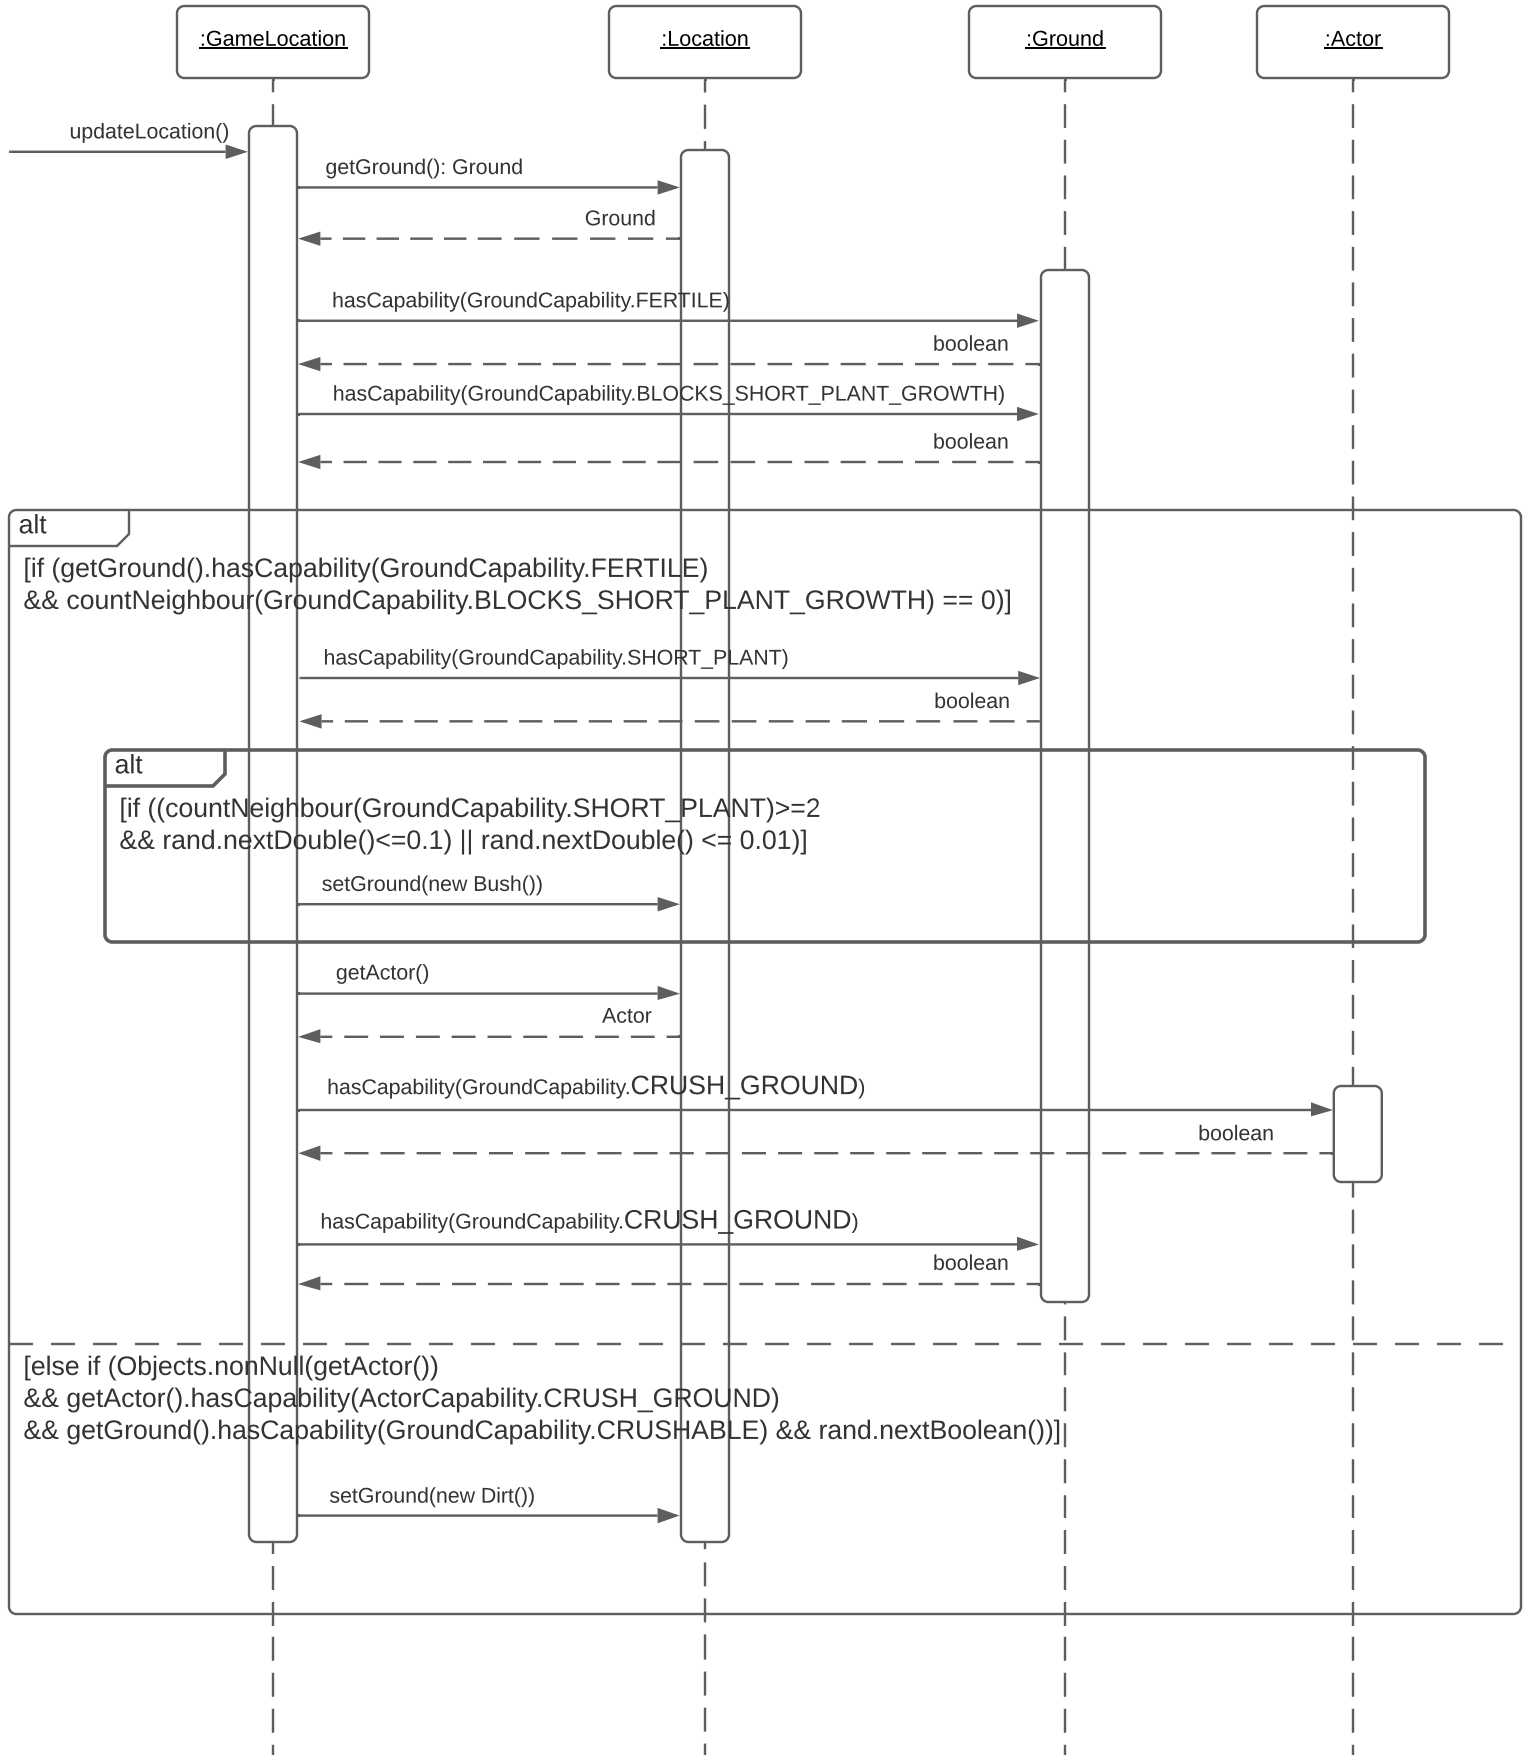 :GameLocation
:Location
:Ground
:Actor
updateLocation()
getGround(): Ground
Ground
hasCapability(GroundCapability.FERTILE)
boolean
hasCapability(GroundCapability.BLOCKS_SHORT_PLANT_GROWTH)
boolean
alt
[if (getGround().hasCapability(GroundCapability.FERTILE)
&& countNeighbour(GroundCapability.BLOCKS_SHORT_PLANT_GROWTH) == 0)]
hasCapability(GroundCapability.SHORT_PLANT)
boolean
alt
[if ((countNeighbour(GroundCapability.SHORT_PLANT)>=2
&& rand.nextDouble()<=0.1) || rand.nextDouble() <= 0.01)]
setGround(new Bush())
getActor()
Actor
hasCapability(GroundCapability.CRUSH_GROUND)
boolean
hasCapability(GroundCapability.CRUSH_GROUND)
boolean
[else if (Objects.nonNull(getActor())
&& getActor().hasCapability(ActorCapability.CRUSH_GROUND)
&& getGround().hasCapability(GroundCapability.CRUSHABLE) && rand.nextBoolean())]
setGround(new Dirt())